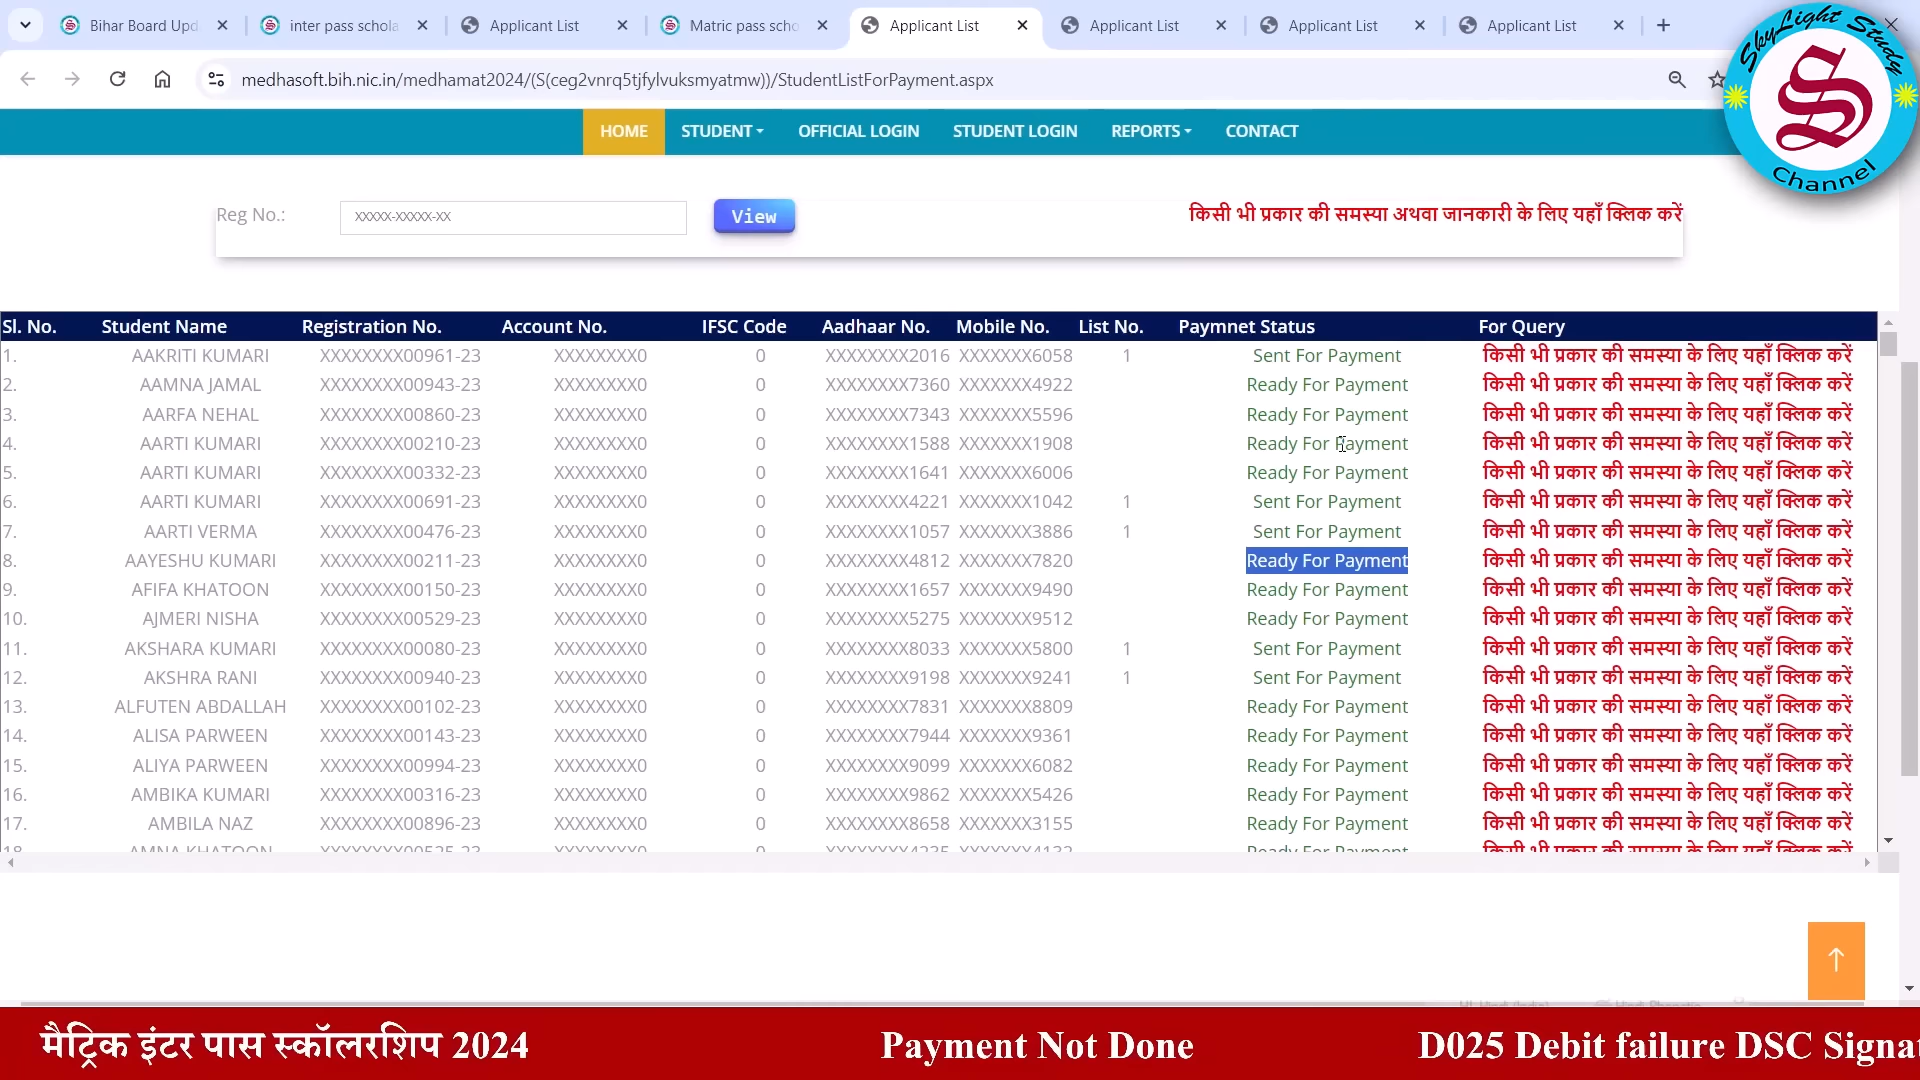 Bihar Board Upd
inter pass schola
Applicant List
Matric pass scho
Applicant List
Applicant List
Applicant List
Applicant List
medhasoft.bih.nic.in/medhamat2024/(S(ceg2vnrq5tjfylvuksmyatmw))/StudentListForPayment.aspx
SkyLight Study
S
Channel
HOME STUDENT OFFICIAL LOGIN STUDENT LOGIN REPORTS CONTACT
Reg No.: XXXXX-XXXXX-XX View किसी भी प्रकार की समस्या अथवा जानकारी के लिए यहाँ क्लिक करें
Sl. No. Student Name Registration No. Account No. IFSC Code Aadhaar No. Mobile No. List No. Paymnet Status For Query
1. AAKRITI KUMARI XXXXXXXX00961-23 XXXXXXXX0 0 XXXXXXXX2016 XXXXXXX6058 1 Sent For Payment किसी भी प्रकार की समस्या के लिए यहाँ क्लिक करें
2. AAMNA JAMAL XXXXXXXX00943-23 XXXXXXXX0 0 XXXXXXXX7360 XXXXXXX4922 Ready For Payment किसी भी प्रकार की समस्या के लिए यहाँ क्लिक करें
3. AARFA NEHAL XXXXXXXX00860-23 XXXXXXXX0 0 XXXXXXXX7343 XXXXXXX5596 Ready For Payment किसी भी प्रकार की समस्या के लिए यहाँ क्लिक करें
4. AARTI KUMARI XXXXXXXX00210-23 XXXXXXXX0 0 XXXXXXXX1588 XXXXXXX1908 Ready For Payment किसी भी प्रकार की समस्या के लिए यहाँ क्लिक करें
5. AARTI KUMARI XXXXXXXX00332-23 XXXXXXXX0 0 XXXXXXXX1641 XXXXXXX6006 Ready For Payment किसी भी प्रकार की समस्या के लिए यहाँ क्लिक करें
6. AARTI KUMARI XXXXXXXX00691-23 XXXXXXXX0 0 XXXXXXXX4221 XXXXXXX1042 1 Sent For Payment किसी भी प्रकार की समस्या के लिए यहाँ क्लिक करें
7. AARTI VERMA XXXXXXXX00476-23 XXXXXXXX0 0 XXXXXXXX1057 XXXXXXX3886 1 Sent For Payment किसी भी प्रकार की समस्या के लिए यहाँ क्लिक करें
8. AAYESHU KUMARI XXXXXXXX00211-23 XXXXXXXX0 0 XXXXXXXX4812 XXXXXXX7820 Ready For Payment किसी भी प्रकार की समस्या के लिए यहाँ क्लिक करें
9. AFIFA KHATOON XXXXXXXX00150-23 XXXXXXXX0 0 XXXXXXXX1657 XXXXXXX9490 Ready For Payment किसी भी प्रकार की समस्या के लिए यहाँ क्लिक करें
10. AJMERI NISHA XXXXXXXX00529-23 XXXXXXXX0 0 XXXXXXXX5275 XXXXXXX9512 Ready For Payment किसी भी प्रकार की समस्या के लिए यहाँ क्लिक करें
11. AKSHARA KUMARI XXXXXXXX00080-23 XXXXXXXX0 0 XXXXXXXX8033 XXXXXXX5800 1 Sent For Payment किसी भी प्रकार की समस्या के लिए यहाँ क्लिक करें
12. AKSHRA RANI XXXXXXXX00940-23 XXXXXXXX0 0 XXXXXXXX9198 XXXXXXX9241 1 Sent For Payment किसी भी प्रकार की समस्या के लिए यहाँ क्लिक करें
13. ALFUTEN ABDALLAH XXXXXXXX00102-23 XXXXXXXX0 0 XXXXXXXX7831 XXXXXXX8809 Ready For Payment किसी भी प्रकार की समस्या के लिए यहाँ क्लिक करें
14. ALISA PARWEEN XXXXXXXX00143-23 XXXXXXXX0 0 XXXXXXXX7944 XXXXXXX9361 Ready For Payment किसी भी प्रकार की समस्या के लिए यहाँ क्लिक करें
15. ALIYA PARWEEN XXXXXXXX00994-23 XXXXXXXX0 0 XXXXXXXX9099 XXXXXXX6082 Ready For Payment किसी भी प्रकार की समस्या के लिए यहाँ क्लिक करें
16. AMBIKA KUMARI XXXXXXXX00316-23 XXXXXXXX0 0 XXXXXXXX9862 XXXXXXX5426 Ready For Payment किसी भी प्रकार की समस्या के लिए यहाँ क्लिक करें
17. AMBILA NAZ XXXXXXXX00896-23 XXXXXXXX0 0 XXXXXXXX8658 XXXXXXX3155 Ready For Payment किसी भी प्रकार की समस्या के लिए यहाँ क्लिक करें
मैट्रिक इंटर पास स्कॉलरशिप 2024 Payment Not Done D025 Debit failure DSC Signa